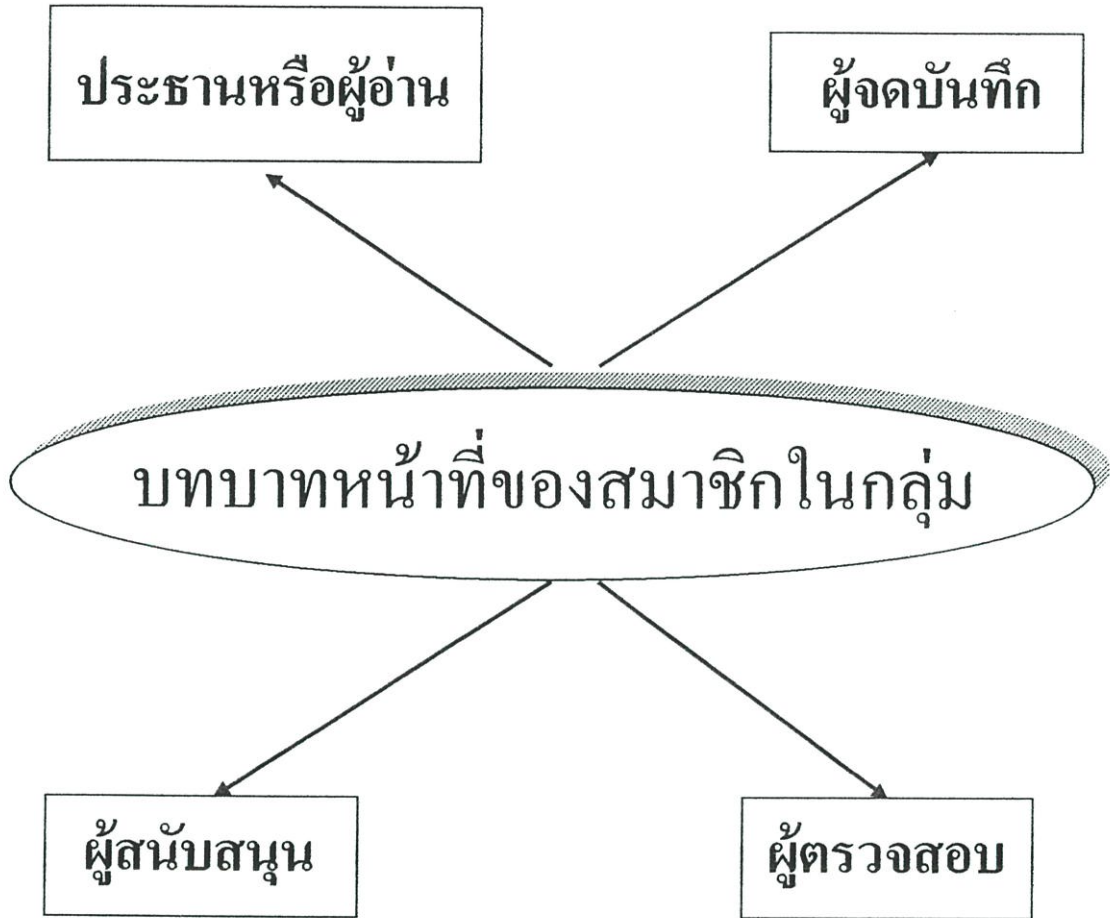 ประธานหรือผู้อ่าน
ผู้จดบันทึก
บทบาทหน้าที่ของสมาชิกในกลุ่ม
ผู้สนับสนุน
ผู้ตรวจสอบ